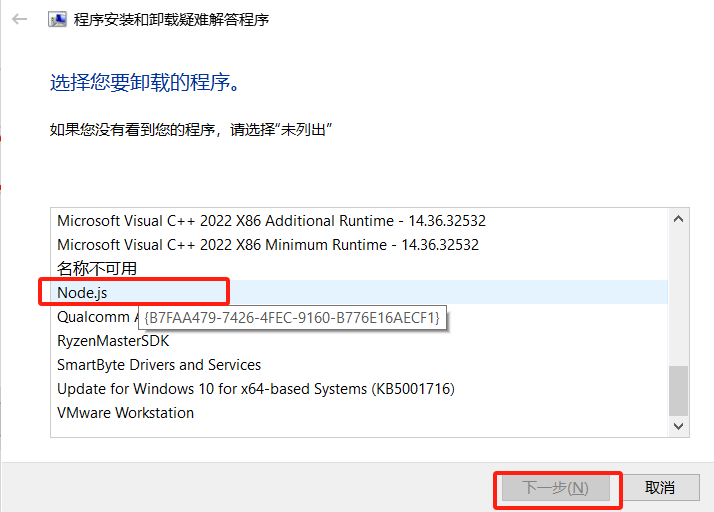 程序安装和卸载疑难解答程序
选择您要卸载的程序。
如果您没有看到您的程序，请选择“未列出”
Microsoft Visual C++ 2022 X86 Additional Runtime - 14.36.32532
Microsoft Visual C++ 2022 X86 Minimum Runtime - 14.36.32532
名称不可用
Node.js
Qualcomm {B7FAA479-7426-4FEC-9160-B776E16AECF1}
RyzenMasterSDK
SmartByte Drivers and Services
Update for Windows 10 for x64-based Systems (KB5001716)
VMware Workstation
下一步(N) 取消